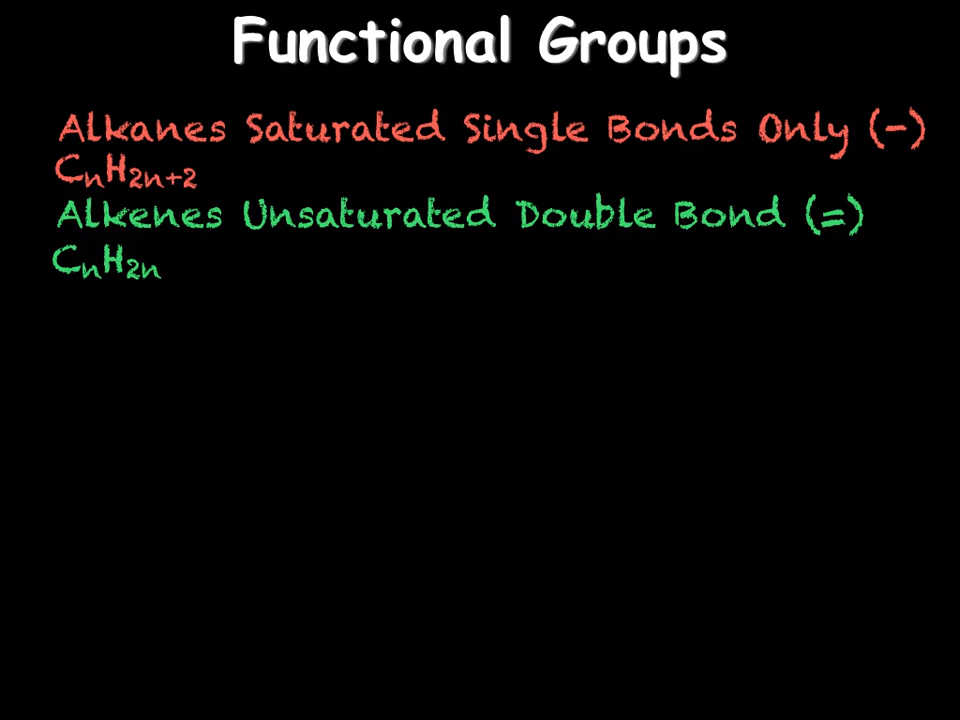 Functional Groups
Alkanes Saturated Single Bonds Only (-)
CₙH₂ₙ₊₂
Alkenes Unsaturated Double Bond (=)
CₙH₂ₙ